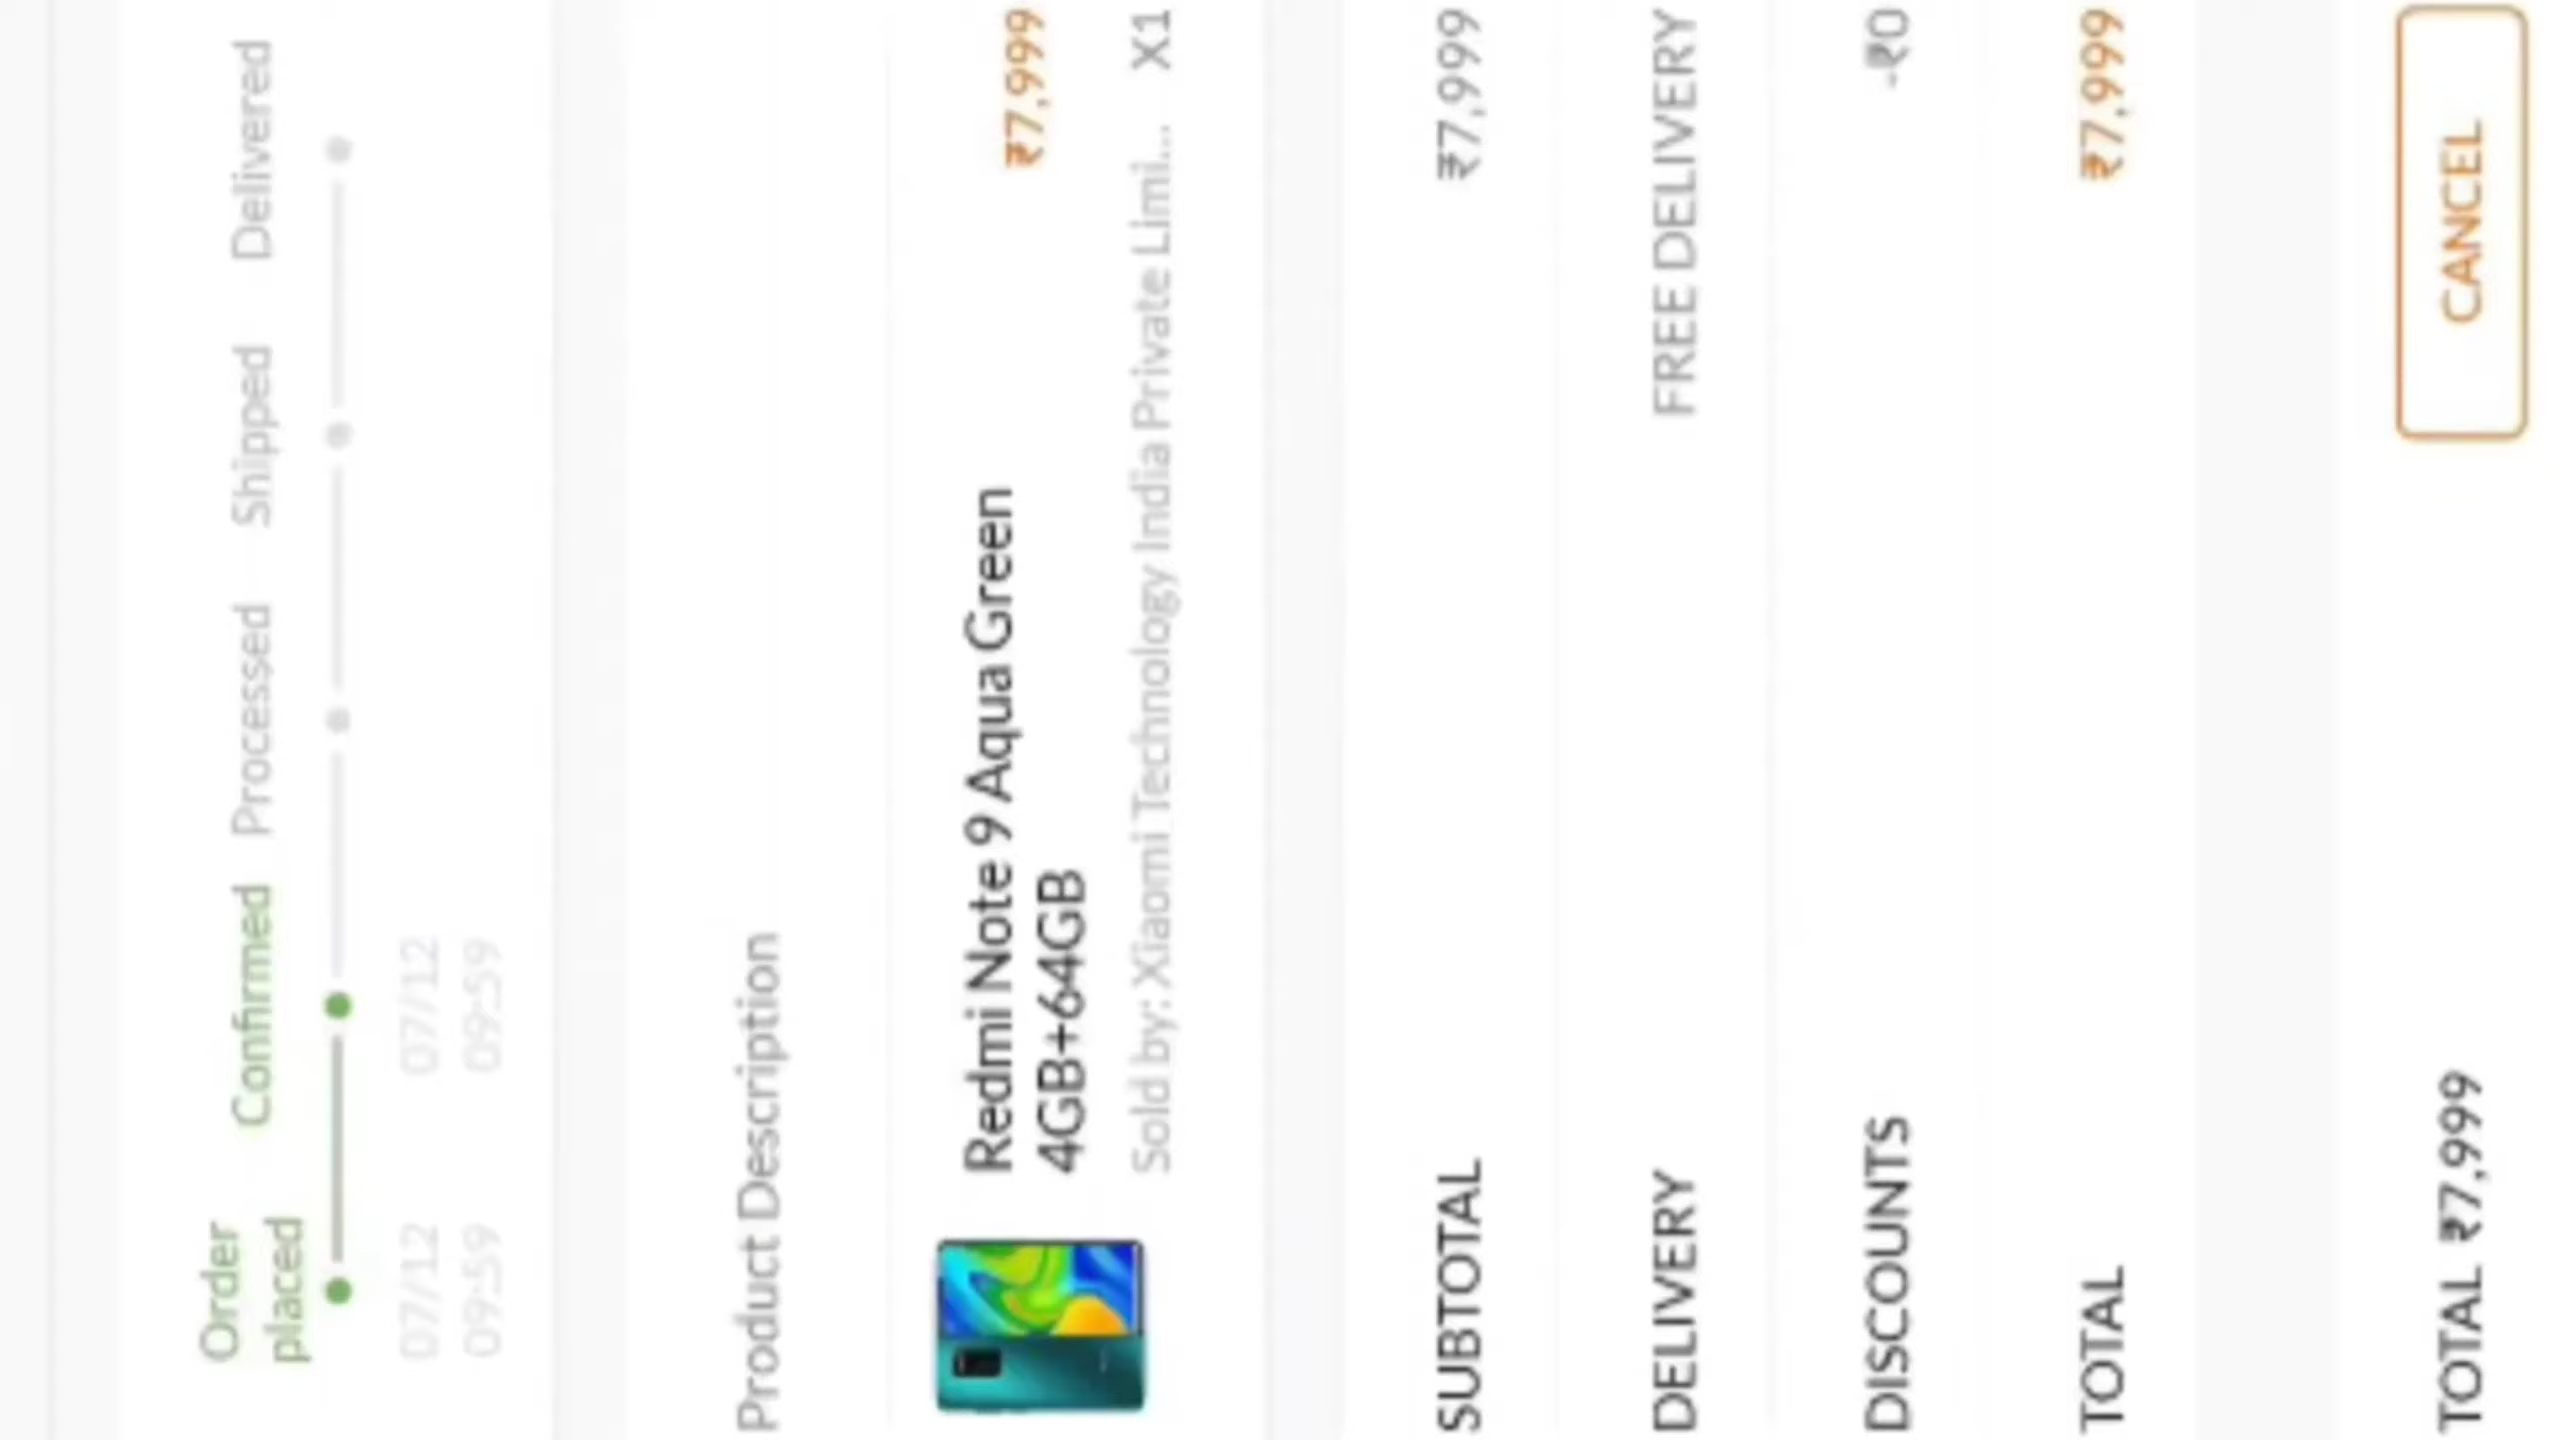 Order placed
Confirmed
Processed
Shipped
Delivered
07/12
07/12
09:59
09:59
Product Description
Redmi Note 9 Aqua Green
4GB+64GB
₹7,999
Sold by: Xiaomi Technology India Private Limi...
X1
SUBTOTAL ₹7,999
DELIVERY FREE DELIVERY
DISCOUNTS -₹0
TOTAL ₹7,999
TOTAL ₹7,999
CANCEL